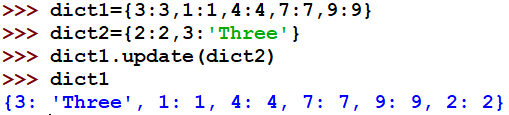 >>> dict1={3:3,1:1,4:4,7:7,9:9}
>>> dict2={2:2,3:'Three'}
>>> dict1.update(dict2)
>>> dict1
{3: 'Three', 1: 1, 4: 4, 7: 7, 9: 9, 2: 2}